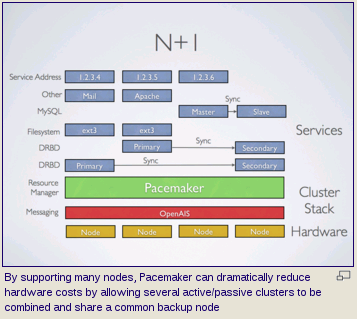 N+1
Service Address 1.2.3.4 1.2.3.5 1.2.3.6
Other Mail Apache
MySQL Master Sync Slave
Services
Filesystem ext3 ext3
DRBD Primary Sync Secondary
DRBD Primary Sync Secondary
Resource Manager Pacemaker
Cluster Stack
Messaging OpenAIS
Hardware
Node Node Node Node
By supporting many nodes, Pacemaker can dramatically reduce
hardware costs by allowing several active/passive clusters to be
combined and share a common backup node